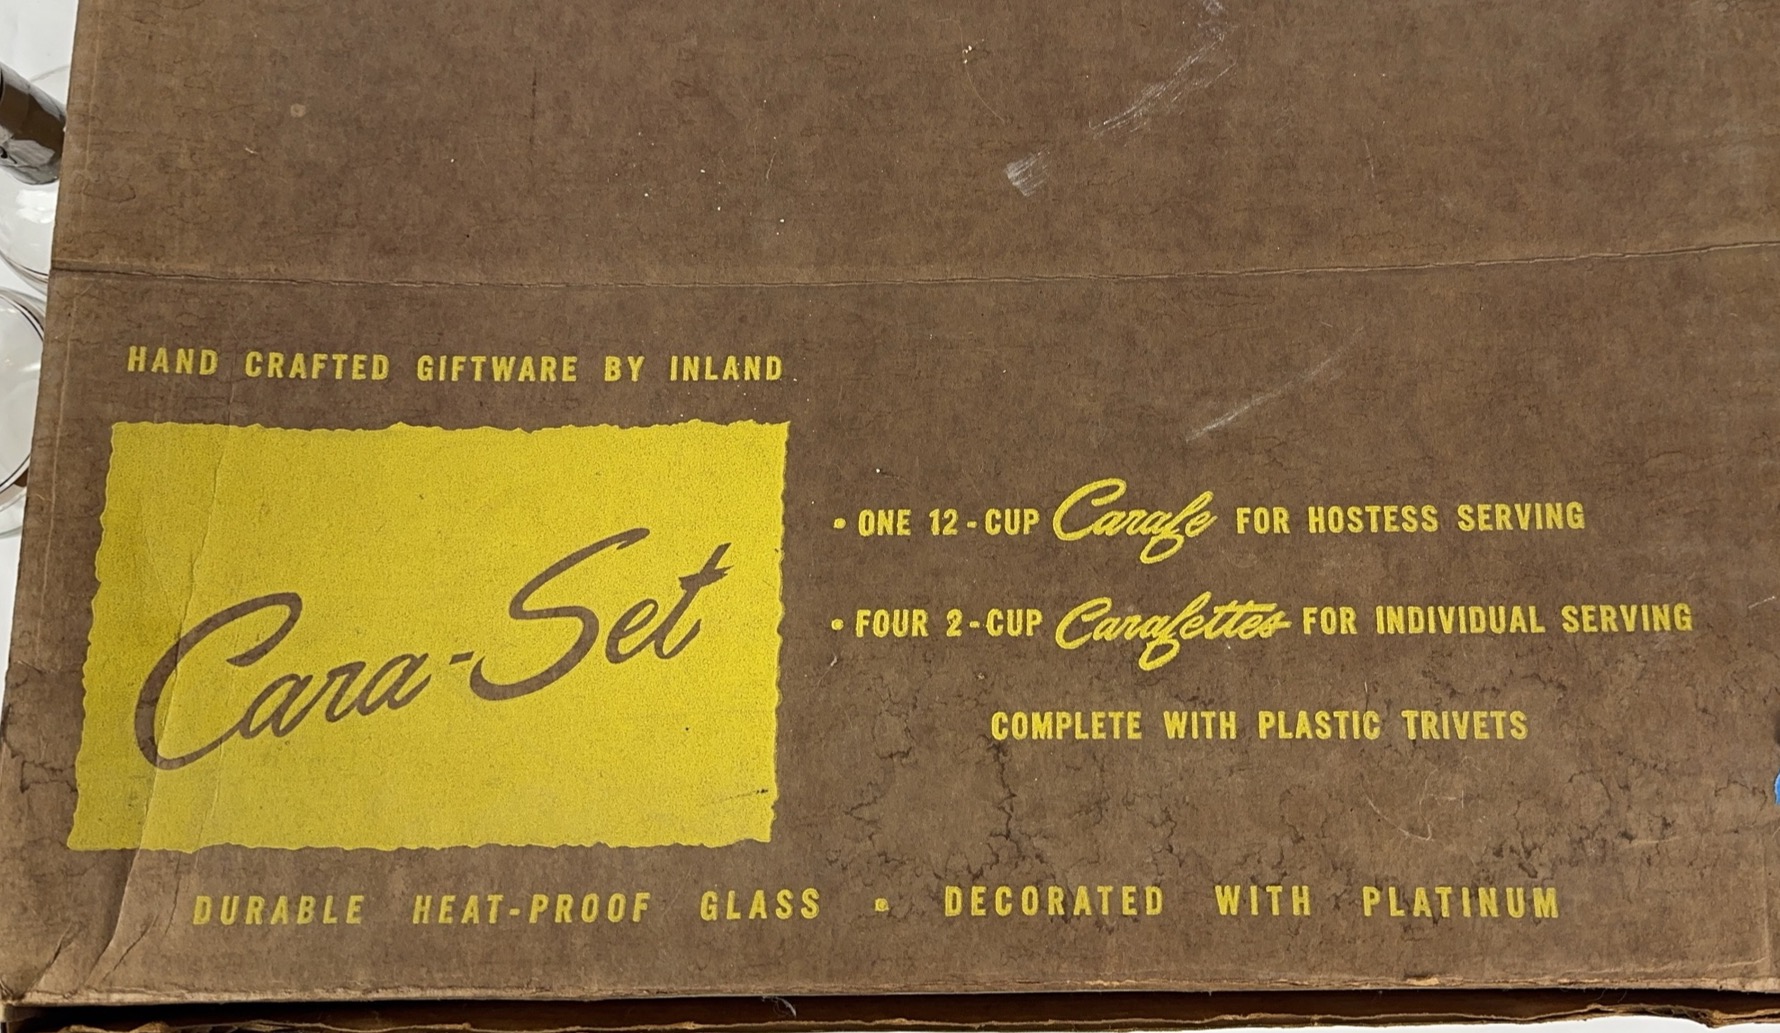 HAND CRAFTED GIFTWARE BY INLAND
Cara-Set
• ONE 12-CUP Carafe FOR HOSTESS SERVING
• FOUR 2-CUP Carafettes FOR INDIVIDUAL SERVING
COMPLETE WITH PLASTIC TRIVETS
DURABLE HEAT-PROOF GLASS • DECORATED WITH PLATINUM